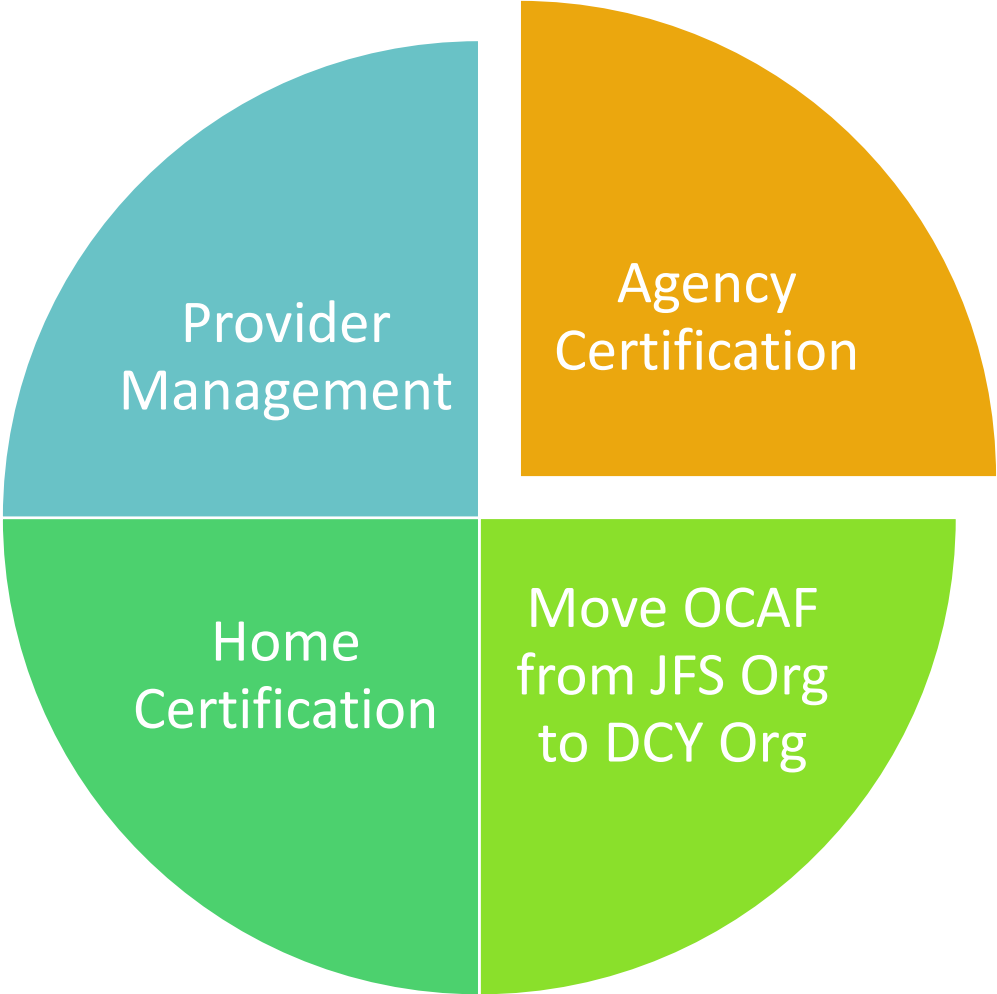 Provider
Management
Agency
Certification
Home
Certification
Move OCAF
from JFS Org
to DCY Org